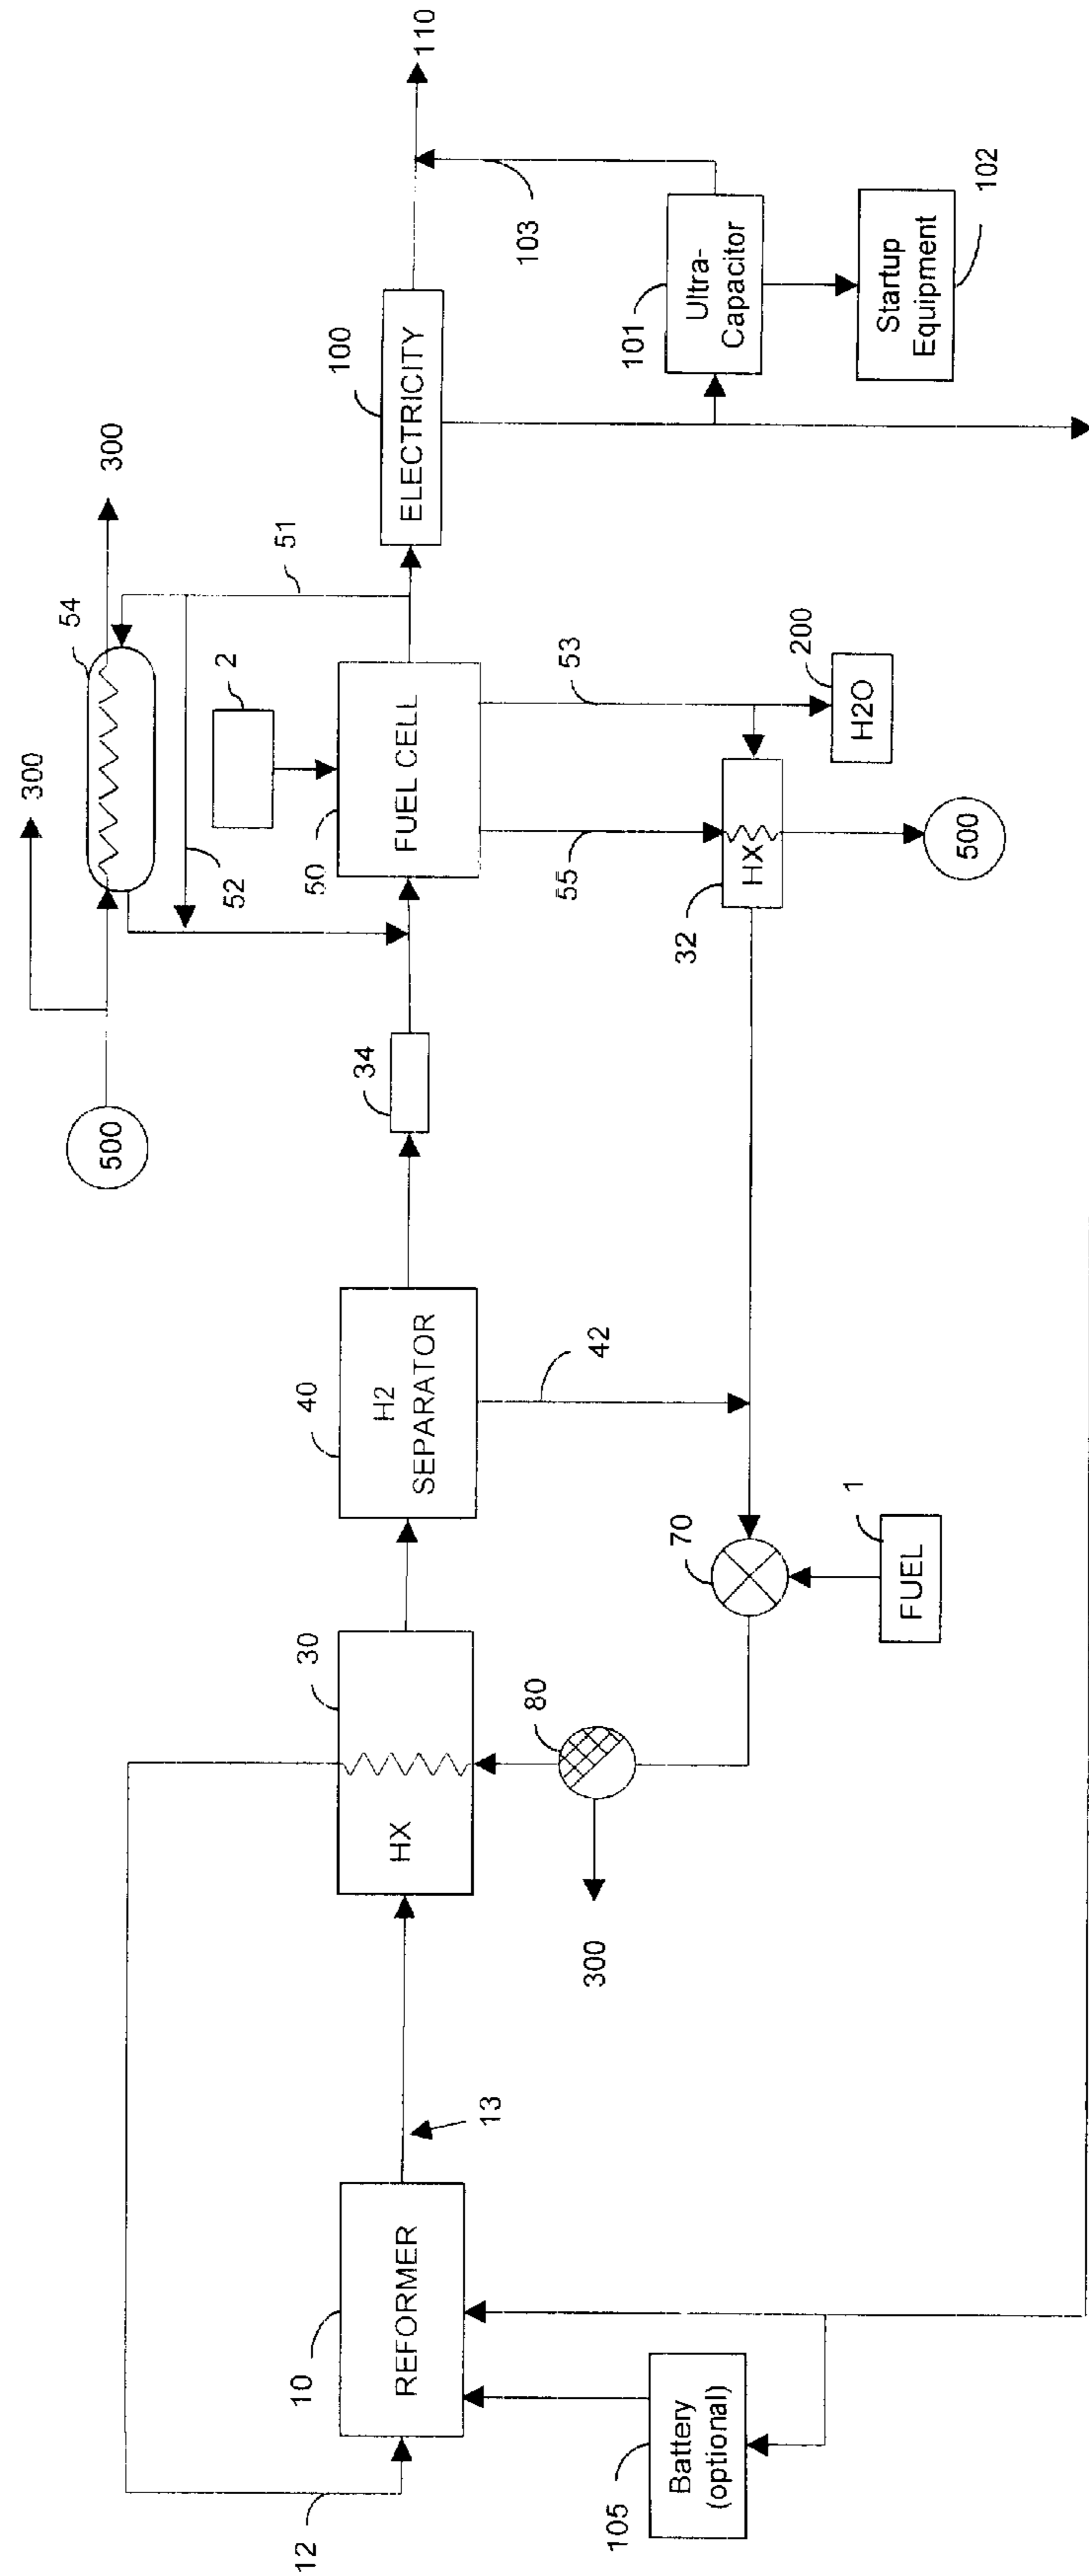 110
103
102
100
101
Ultra-
Capacitor
Startup
Equipment
ELECTRICITY
300
51
54
2
53
200
H2O
300
52
50
FUEL CELL
55
32
HX
500
34
500
40
H2
SEPARATOR
42
70
1
FUEL
30
HX
80
300
13
10
REFORMER
12
105
Battery
(optional)